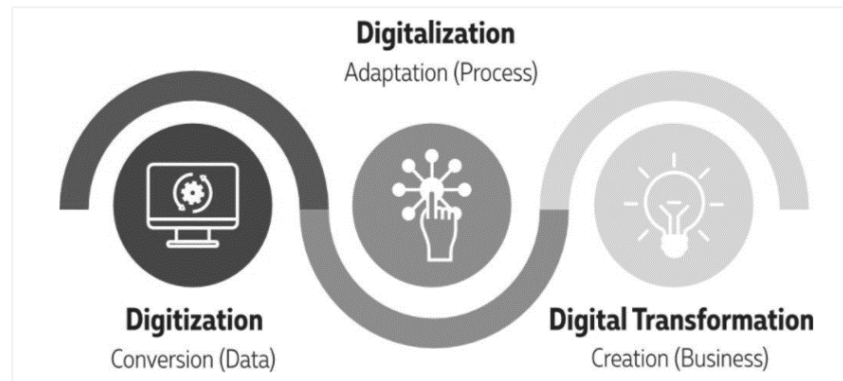 Digitalization
Adaptation (Process)
Digitization
Conversion (Data)
Digital Transformation
Creation (Business)